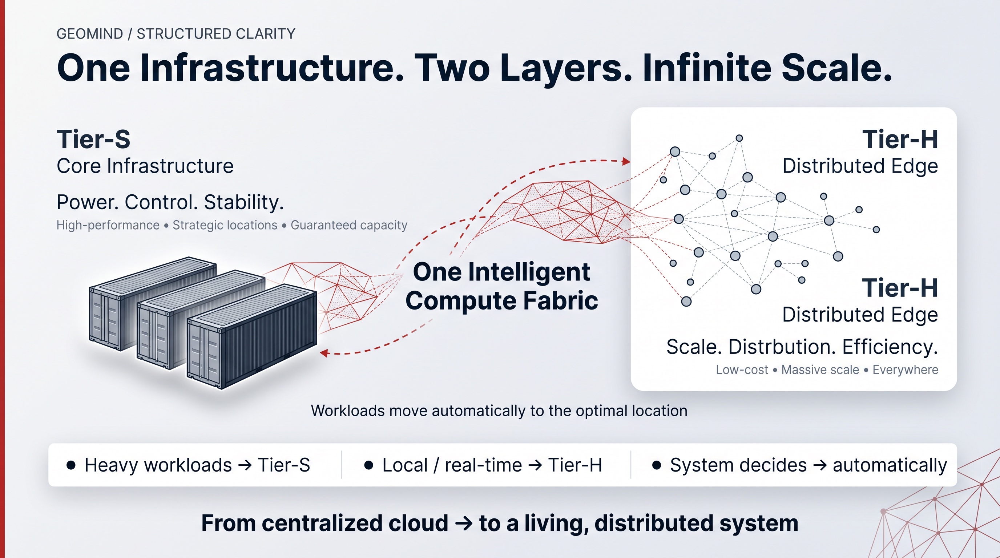 GEOMIND / STRUCTURED CLARITY
One Infrastructure. Two Layers. Infinite Scale.
Tier-S
Core Infrastructure
Power. Control. Stability.
High-performance • Strategic locations • Guaranteed capacity
One Intelligent
Compute Fabric
Tier-H
Distributed Edge
Tier-H
Distributed Edge
Scale. Distrbution. Efficiency.
Low-cost • Massive scale • Everywhere
Workloads move automatically to the optimal location
• Heavy workloads → Tier-S
• Local / real-time → Tier-H
• System decides → automatically
From centralized cloud → to a living, distributed system